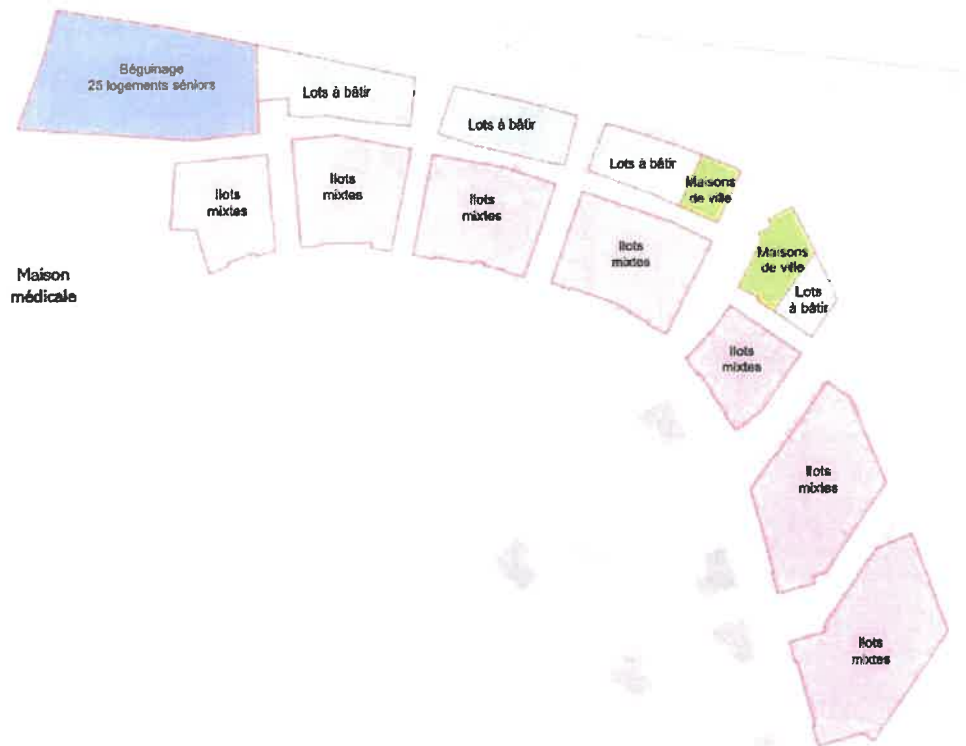 Béguinage
25 logements séniors
Lots à bâtir
Lots à bâtir
Lots à bâtir
Maisons
de ville
Ilots
mixtes
Ilots
mixtes
Ilots
mixtes
Ilots
mixtes
Maisons
de ville
Lots
à bâtir
Maison
médicale
Ilots
mixtes
Ilots
mixtes
Ilots
mixtes